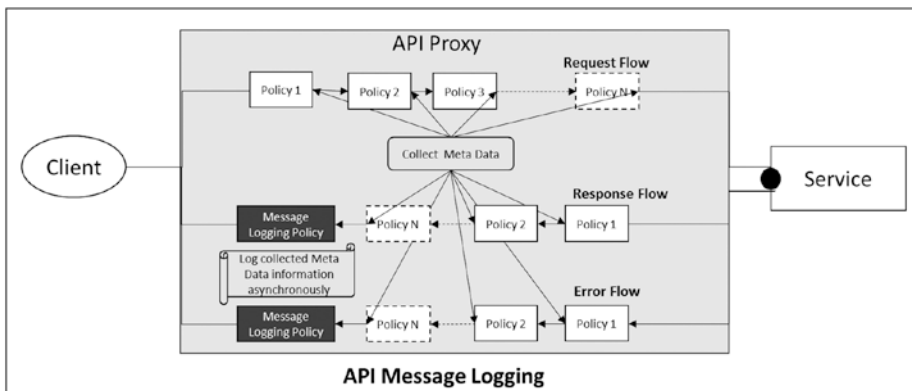 API Proxy
Request Flow
Policy 1
Policy 2
Policy 3
Policy N
Client
Collect Meta Data
Service
Response Flow
Message
Logging Policy
Policy N
Policy 2
Policy 1
Log collected Meta
Data information
asynchronously
Error Flow
Message
Logging Policy
Policy N
Policy 2
Policy 1
API Message Logging